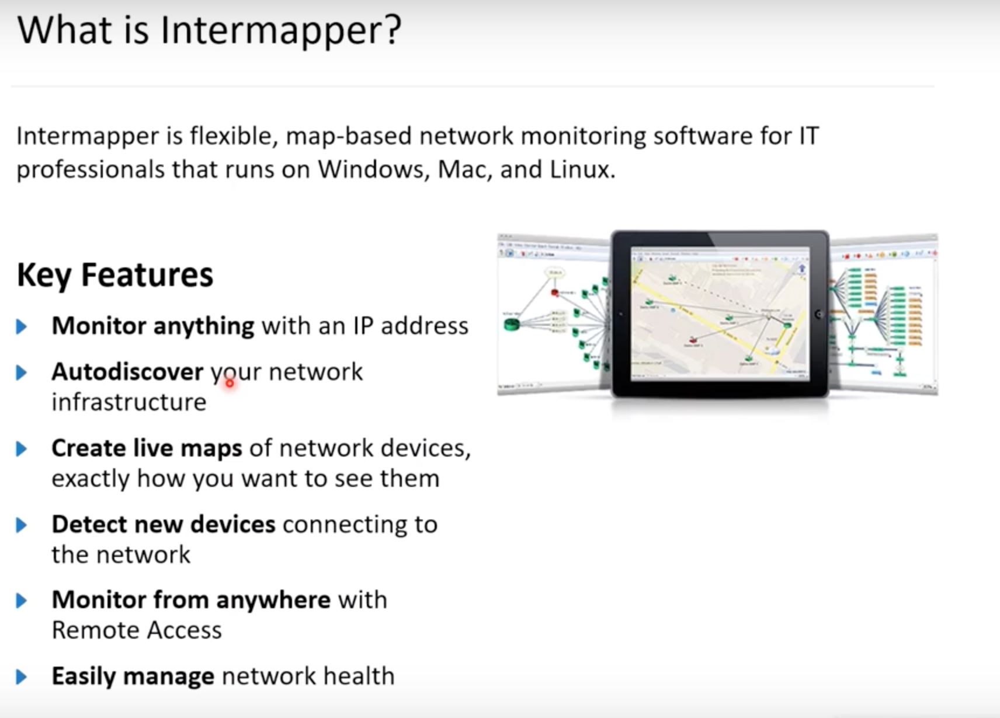 What is Intermapper?
Intermapper is flexible, map-based network monitoring software for IT
professionals that runs on Windows, Mac, and Linux.
Key Features
Monitor anything with an IP address
Autodiscover your network
infrastructure
Create live maps of network devices,
exactly how you want to see them
Detect new devices connecting to
the network
Monitor from anywhere with
Remote Access
Easily manage network health